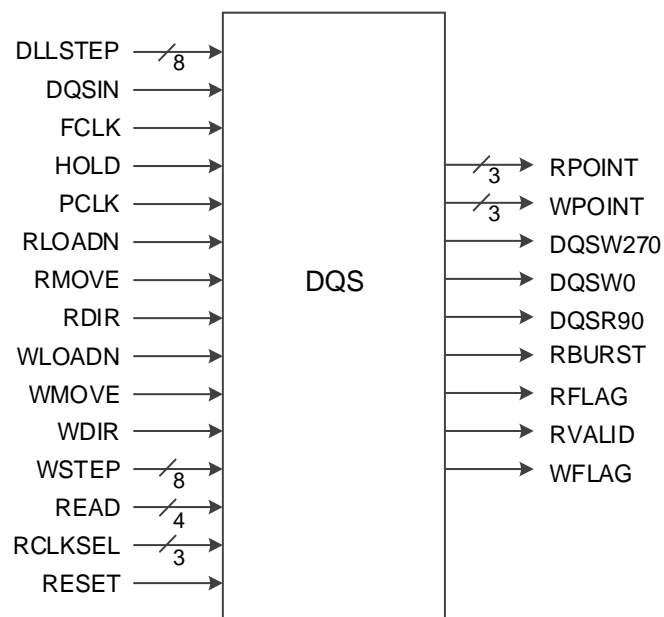 DLLSTEP
8
DQSIN
FCLK
HOLD
PCLK
RLOADN
RMOVE
RDIR
WLOADN
WMOVE
WDIR
WSTEP
8
READ
4
RCLKSEL
3
RESET
DQS
3
RPOINT
3
WPOINT
DQSW270
DQSW0
DQSR90
RBURST
RFLAG
RVALID
WFLAG